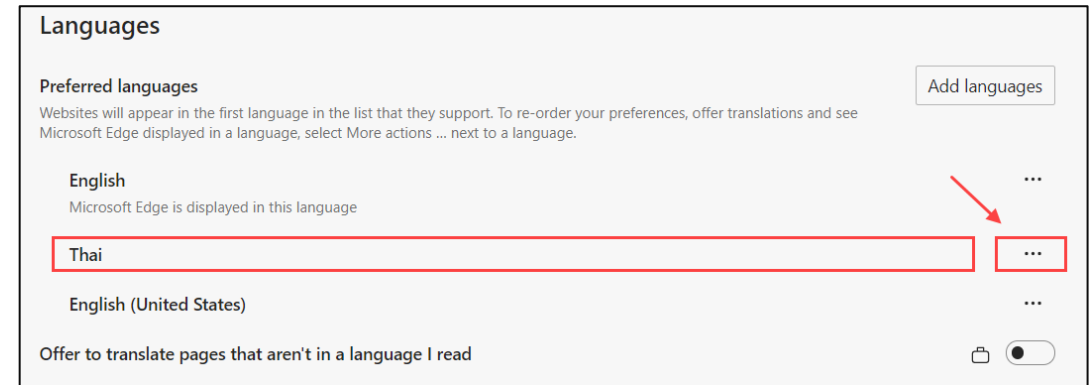 Languages
Preferred languages
Add languages
Websites will appear in the first language in the list that they support. To re-order your preferences, offer translations and see
Microsoft Edge displayed in a language, select More actions ... next to a language.
English
...
Microsoft Edge is displayed in this language
Thai
...
English (United States)
...
Offer to translate pages that aren't in a language I read